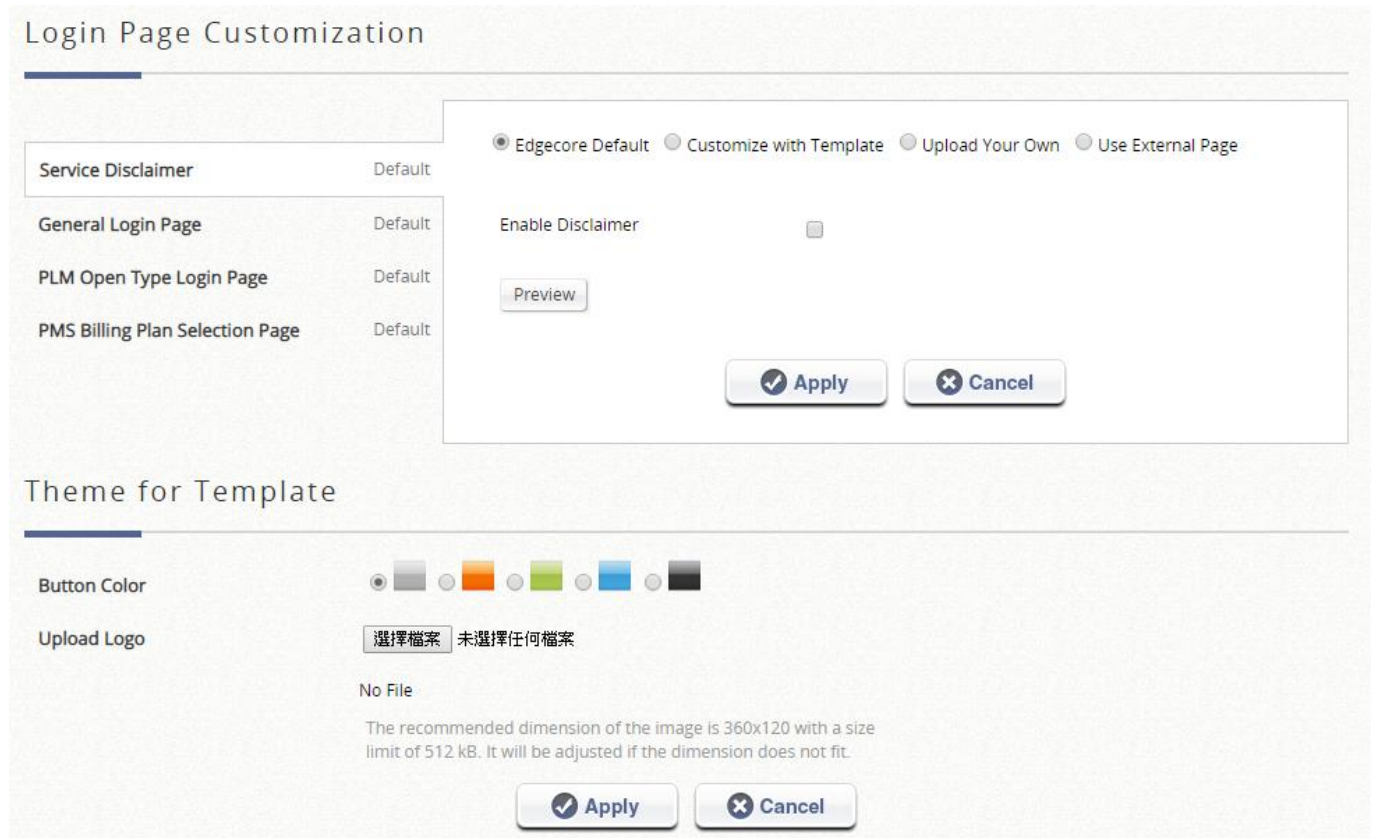 Login Page Customization
Edgecore Default Customize with Template Upload Your Own Use External Page
Service Disclaimer Default
General Login Page Default
Enable Disclaimer
PLM Open Type Login Page Default
Preview
PMS Billing Plan Selection Page Default
Apply Cancel
Theme for Template
Button Color
Upload Logo 選擇檔案 未選擇任何檔案
No File
The recommended dimension of the image is 360x120 with a size
limit of 512 kB. It will be adjusted if the dimension does not fit.
Apply Cancel